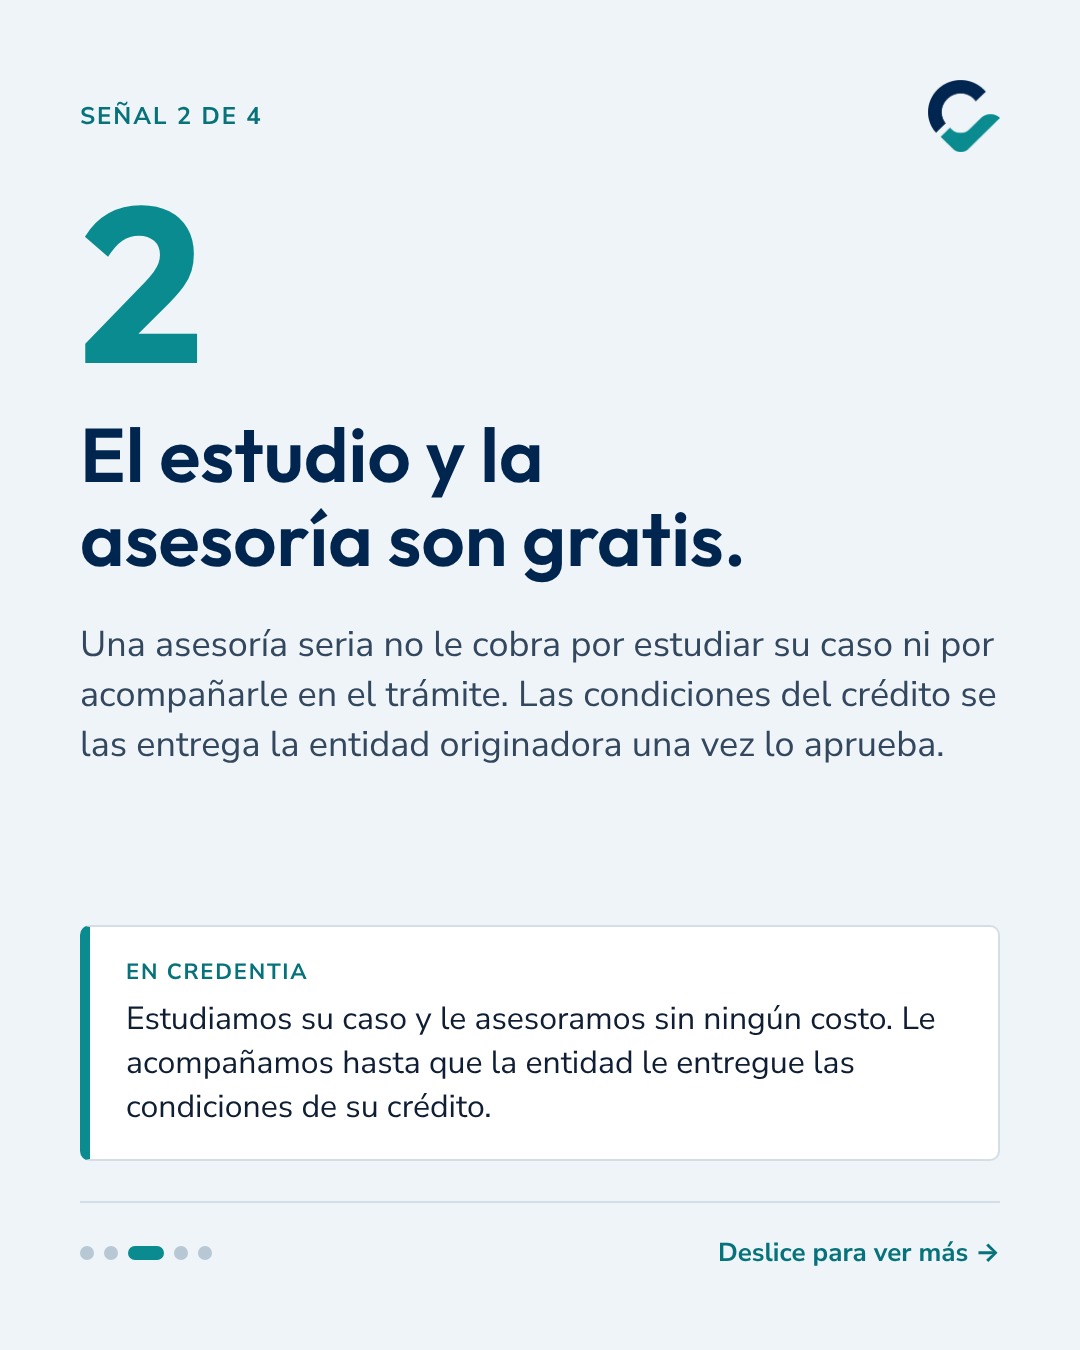 SEÑAL 2 DE 4
2
El estudio y la
asesoría son gratis.
Una asesoría seria no le cobra por estudiar su caso ni por
acompañarle en el trámite. Las condiciones del crédito se
las entrega la entidad originadora una vez lo aprueba.
EN CREDENTIA
Estudiamos su caso y le asesoramos sin ningún costo. Le
acompañamos hasta que la entidad le entregue las
condiciones de su crédito.
Deslice para ver más →